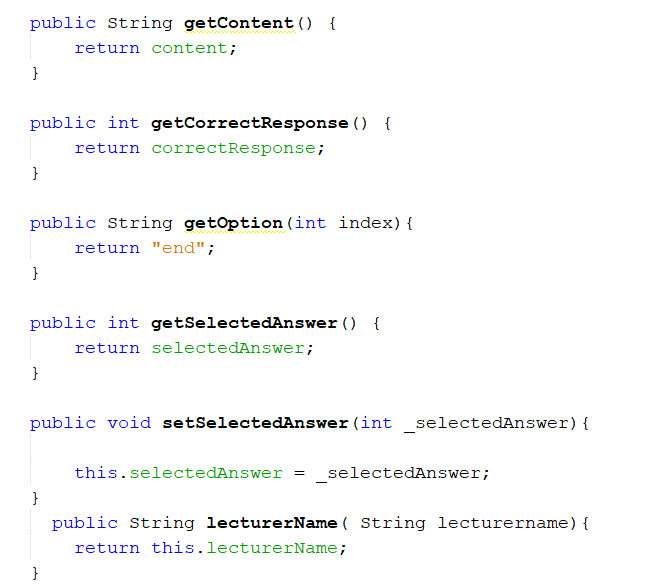 public String getContent() {
return content;
}
public int getCorrectResponse() {
return correctResponse;
}
public String getOption(int index){
return "end";
}
public int getSelectedAnswer() {
return selectedAnswer;
}
public void setSelectedAnswer(int _selectedAnswer){
this.selectedAnswer = _selectedAnswer;
}
public String lecturerName( String lecturername){
return this.lecturerName;
}